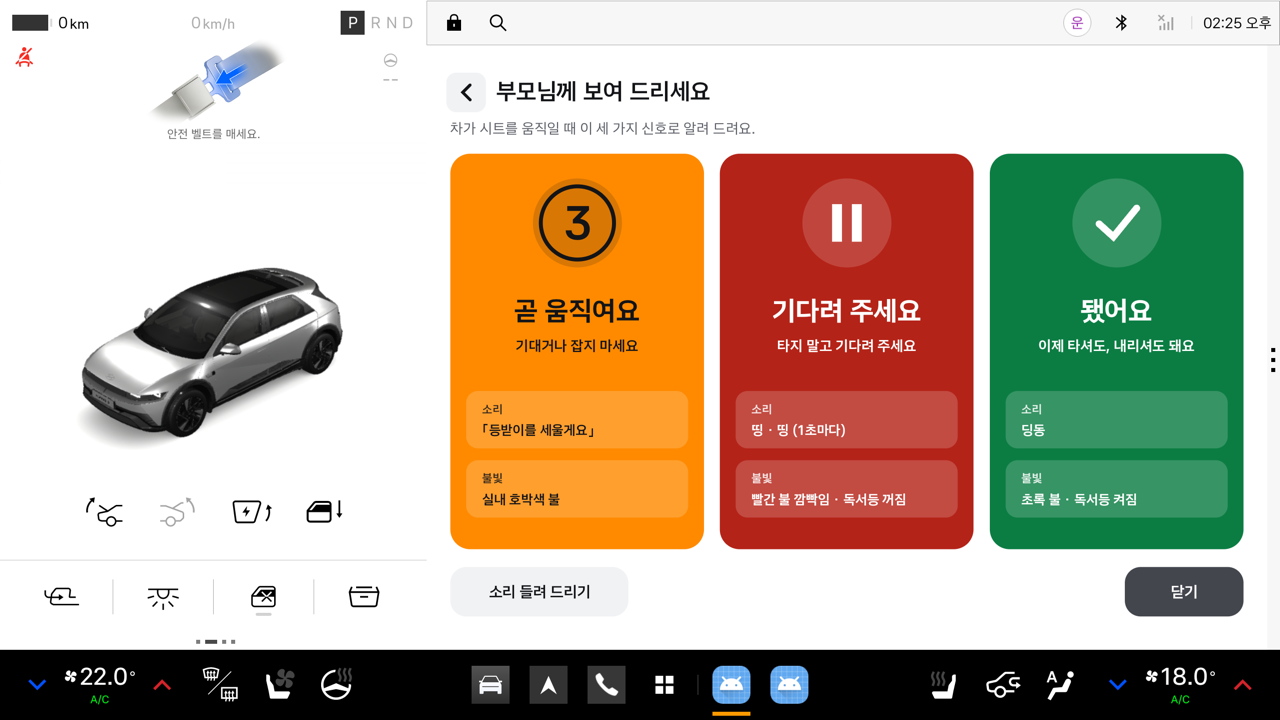 0 km
0 km/h
P R N D
운
02:25 오후
안전 벨트를 매세요.
--
부모님께 보여 드리세요
차가 시트를 움직일 때 이 세 가지 신호로 알려 드려요.
3
곧 움직여요
기대거나 잡지 마세요
소리
「등받이를 세울게요」
불빛
실내 호박색 불
기다려 주세요
타지 말고 기다려 주세요
소리
띵 · 띵 (1초마다)
불빛
빨간 불 깜빡임 · 독서등 꺼짐
됐어요
이제 타셔도, 내리셔도 돼요
소리
딩동
불빛
초록 불 · 독서등 켜짐
소리 들려 드리기
닫기
22.0°
A/C
A
18.0°
A/C